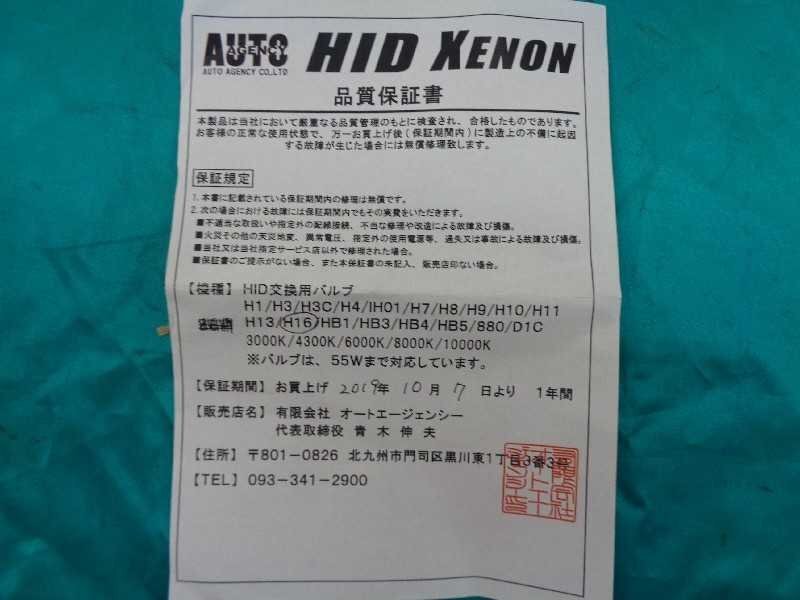 AUTO
AGENCY
AUTO AGENCY CO.,LTD
HID XENON
品質保証書
本製品は当社において厳重なる品質管理のもとに検査され、合格したものであります。
お客様の正常な使用状態で、万一お買上げ後(保証期間内)に製造上の不備に起因
する故障が生じた場合には無償修理致します。
保証規定
1.本書に記載されている保証期間内の修理は無償です。
2.次の場合における故障には保証期間内でもその実費をいただきます。
■不適当な取扱いや指定外の配線接続、不当な修理や改造による故障及び損傷。
■火災その他の天災地変、異常電圧、指定外の使用電源等、過失又は事故による故障及び損傷。
■当社又は当社指定サービス店以外で修理された場合。
■保証書のご提示がない場合、また本保証書の未記入、販売店印ない場合。
【機種】HID交換用バルブ
H1/H3/H3C/H4/IH01/H7/H8/H9/H10/H11
H13/H16/HB1/HB3/HB4/HB5/880/D1C
3000K/4300K/6000K/8000K/10000K
※バルブは、55Wまで対応しています。
【保証期間】お買上げ 2019年 10月 7日より 1年間
【販売店名】有限会社 オートエージェンシー
代表取締役 青木伸夫
【住所】〒801-0826 北九州市門司区黒川東1丁目3番3号
【TEL】093-341-2900